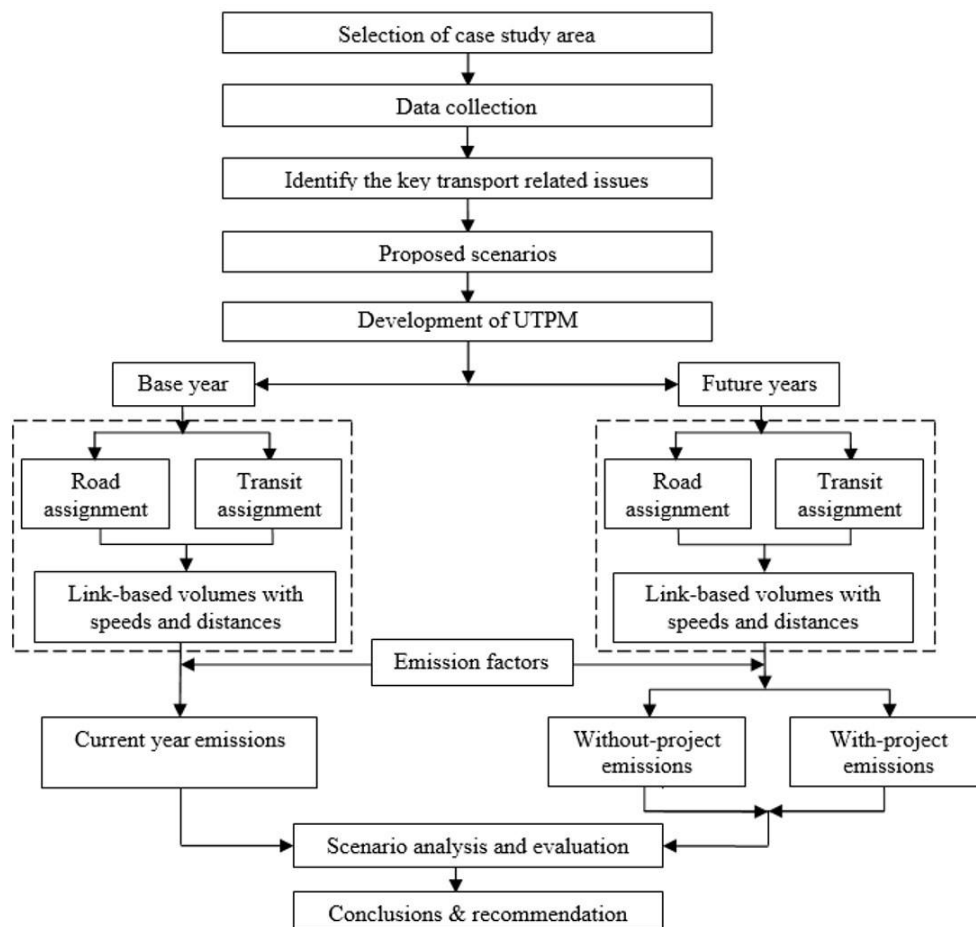 Selection of case study area
Data collection
Identify the key transport related issues
Proposed scenarios
Development of UTPM
Base year
Future years
Road
assignment
Transit
assignment
Road
assignment
Transit
assignment
Link-based volumes with
speeds and distances
Link-based volumes with
speeds and distances
Emission factors
Current year emissions
Without-project
emissions
With-project
emissions
Scenario analysis and evaluation
Conclusions & recommendation